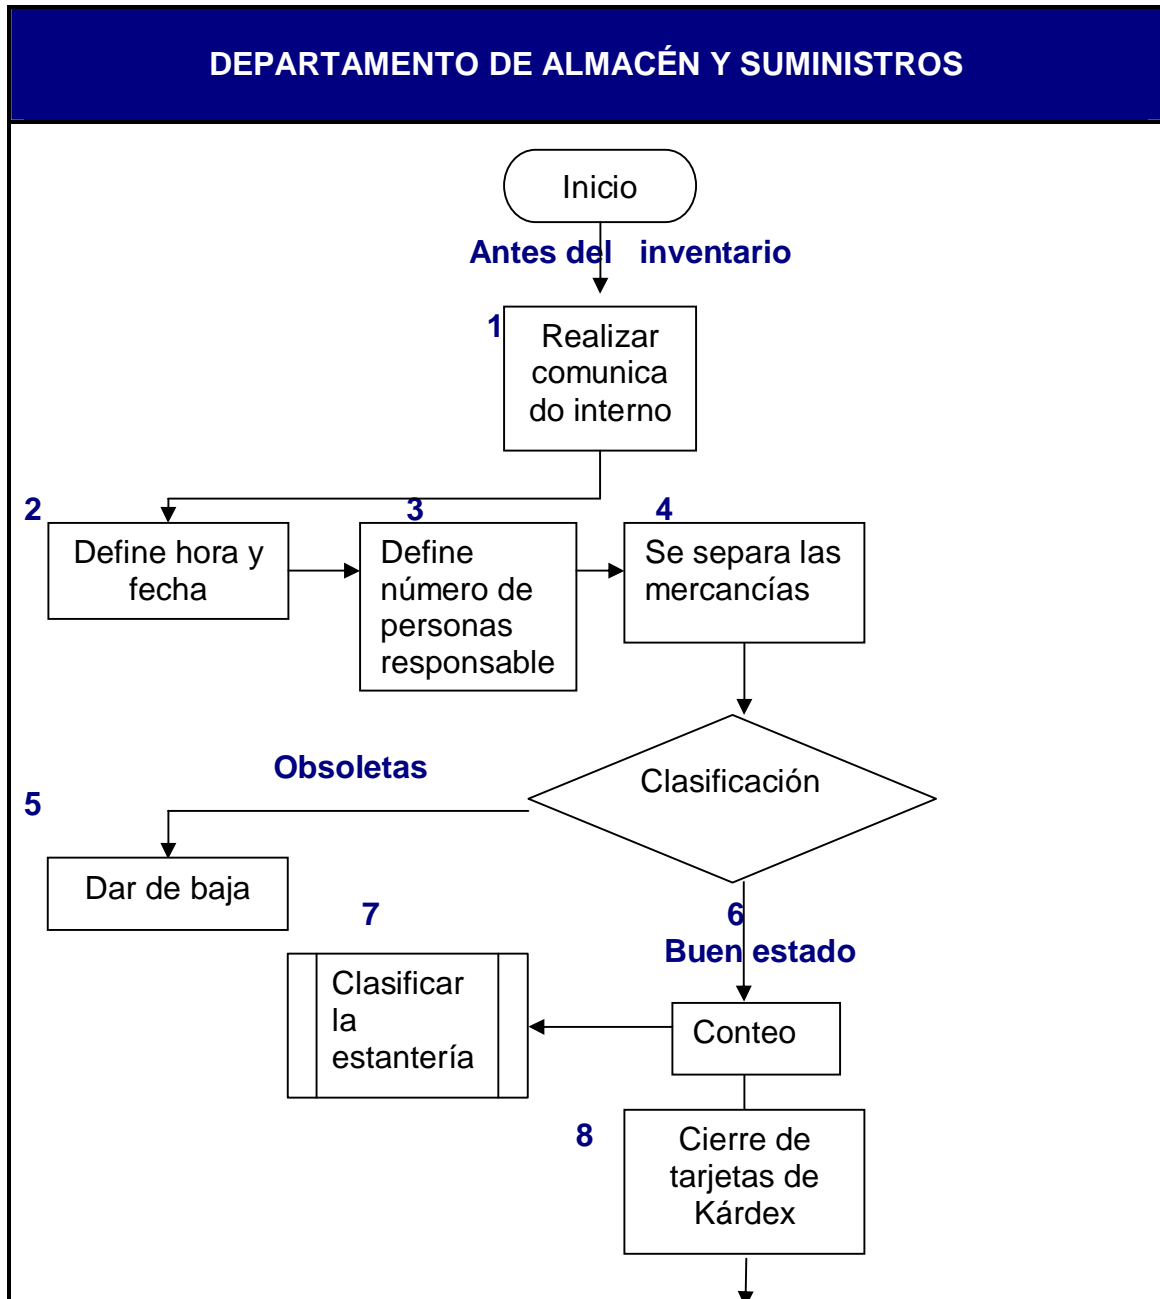 DEPARTAMENTO DE ALMACÉN Y SUMINISTROS
Inicio
Antes del inventario
1
Realizar
comunica
do interno
2
Define hora y
fecha
3
Define
número de
personas
responsable
4
Se separa las
mercancías
Clasificación
Obsoletas
5
Dar de baja
6
Buen estado
Conteo
7
Clasificar
la
estantería
8
Cierre de
tarjetas de
Kárdex